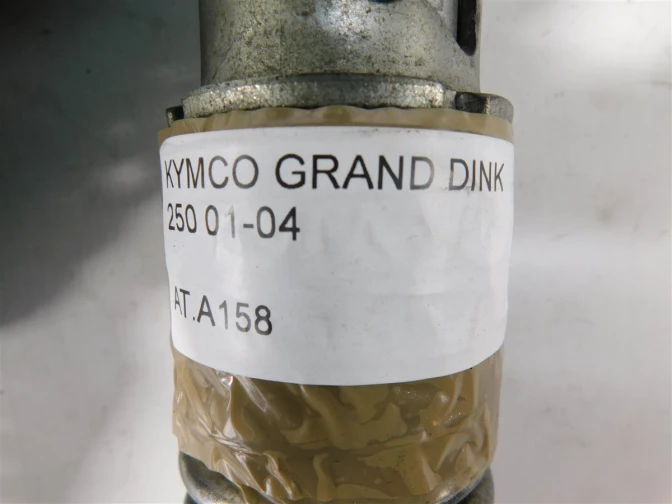 KYMCO GRAND DINK
250 01-04
AT.A158